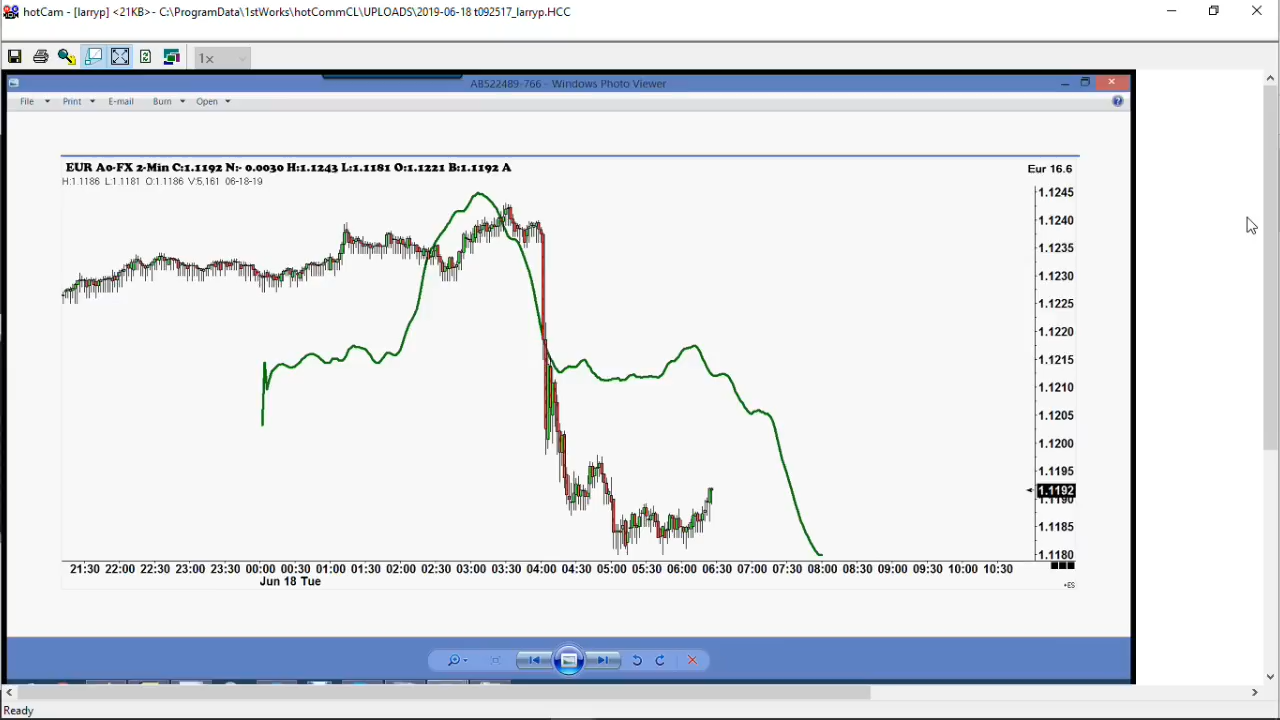 hotCam - [larryp] <21KB> - C:\ProgramData\1stWorks\hotCommCL\UPLOADS\2019-06-18 t092517_larryp.HCC
1x
AB522489-766 - Windows Photo Viewer
File Print E-mail Burn Open
EUR A0-FX 2-Min C:1.1192 N:- 0.0030 H:1.1243 L:1.1181 O:1.1221 B:1.1192 A
Eur 16.6
H:1.1186 L:1.1181 O:1.1186 V:5,161 06-18-19
1.1245
1.1240
1.1235
1.1230
1.1225
1.1220
1.1215
1.1210
1.1205
1.1200
1.1195
1.1192
1.1190
1.1185
1.1180
21:30 22:00 22:30 23:00 23:30 00:00 00:30 01:00 01:30 02:00 02:30 03:00 03:30 04:00 04:30 05:00 05:30 06:00 06:30 07:00 07:30 08:00 08:30 09:00 09:30 10:00 10:30
Jun 18 Tue
+ES
Ready